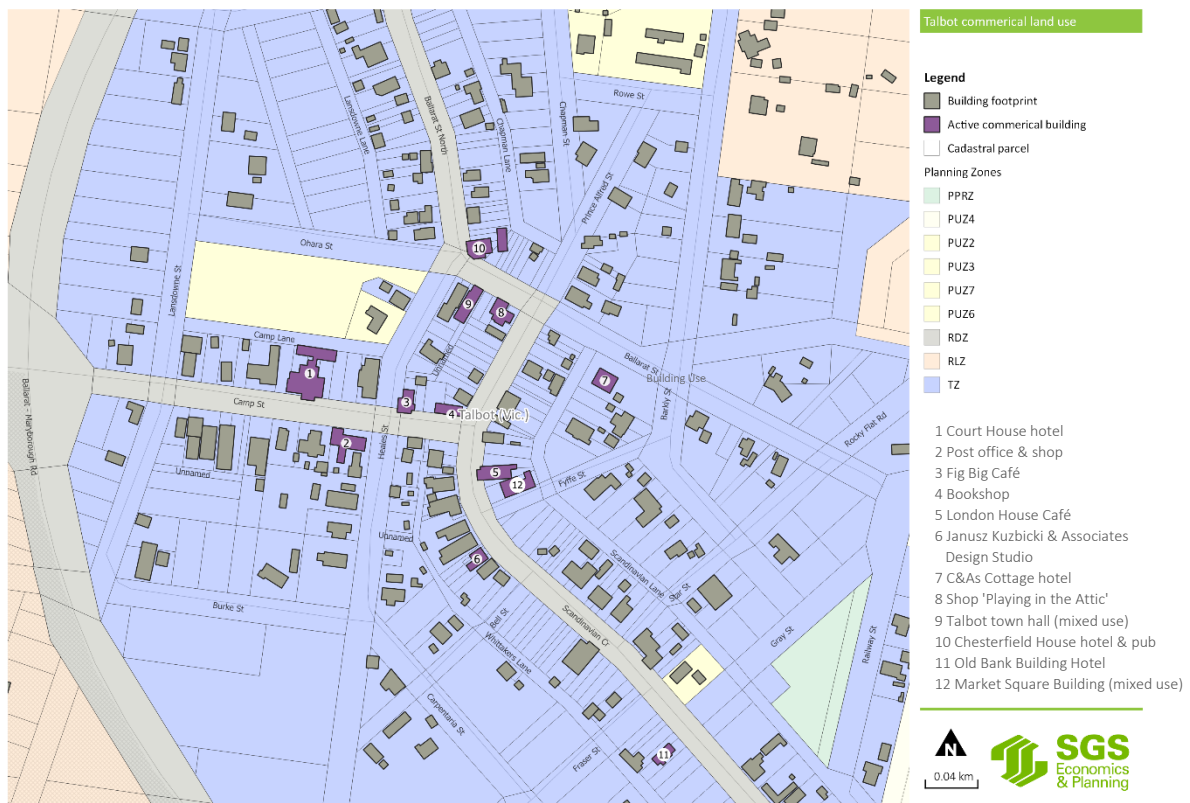 Talbot commerical land use
Legend
Building footprint
Active commerical building
Cadastral parcel
Planning Zones
PPRZ
PUZ4
PUZ2
PUZ3
PUZ7
PUZ6
RDZ
RLZ
TZ
1 Court House hotel
2 Post office & shop
3 Fig Big Café
4 Bookshop
5 London House Café
6 Janusz Kuzbicki & Associates
Design Studio
7 C&As Cottage hotel
8 Shop 'Playing in the Attic'
9 Talbot town hall (mixed use)
10 Chesterfield House hotel & pub
11 Old Bank Building Hotel
12 Market Square Building (mixed use)
N
0.04 km
SGS
Economics
& Planning
Rowe St
Lansdowne Lane
Ballarat St North
Chapman Lane
Chapman St
Prince Alfred St
Ohara St
10
Lansdowne St
9
8
Camp Lane
Unnamed
Ballarat St
1
7
Building Use
Camp St
3
4
Talbot (Vic.)
Barkly St
Rocky Flat Rd
Ballarat - Maryborough Rd
2
Heales St
Unnamed
5
12
Fyffe St
Unnamed
6
Scandinavian Lane
Star St
Burke St
Bell St
Scandinavian Cr
Whittakers Lane
Gray St
Railway St
Carpentaria St
Fraser St
11